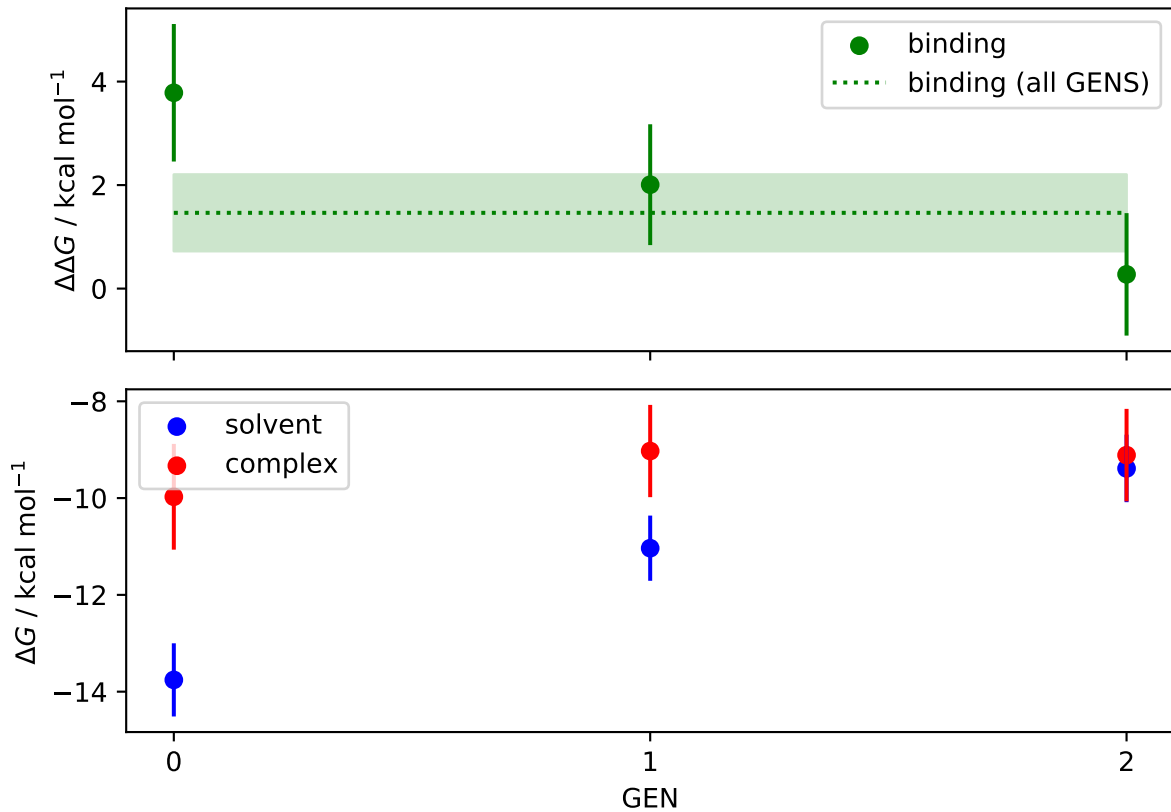 4
2
0
ΔΔG / kcal mol⁻¹
binding
binding (all GENS)
−8
−10
−12
−14
ΔG / kcal mol⁻¹
solvent
complex
0
1
2
GEN